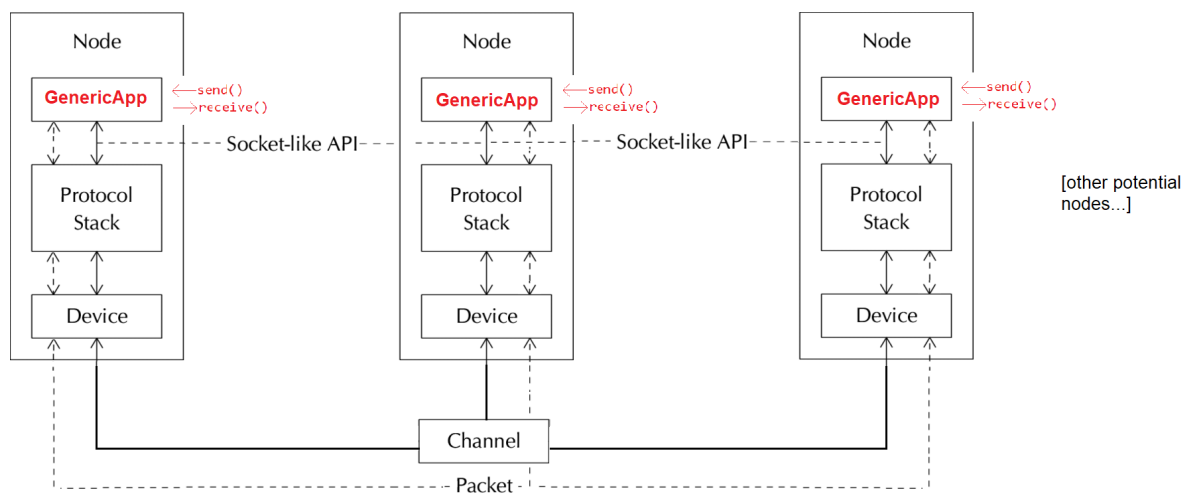 Node
Node
Node
GenericApp
send()
receive()
GenericApp
send()
receive()
GenericApp
send()
receive()
Socket-like API
Socket-like API
Protocol
Stack
Protocol
Stack
Protocol
Stack
[other potential
nodes...]
Device
Device
Device
Channel
Packet